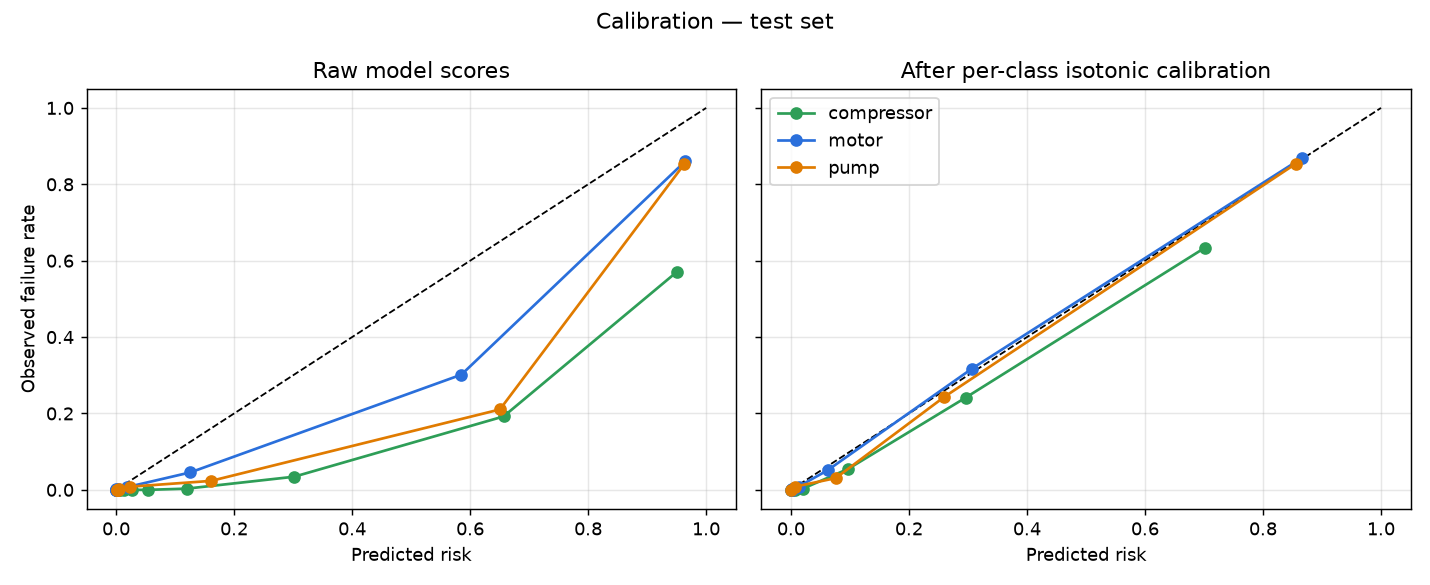 Calibration — test set
Raw model scores
Observed failure rate
1.0
0.8
0.6
0.4
0.2
0.0
0.0 0.2 0.4 0.6 0.8 1.0
Predicted risk
After per-class isotonic calibration
compressor
motor
pump
0.0 0.2 0.4 0.6 0.8 1.0
Predicted risk